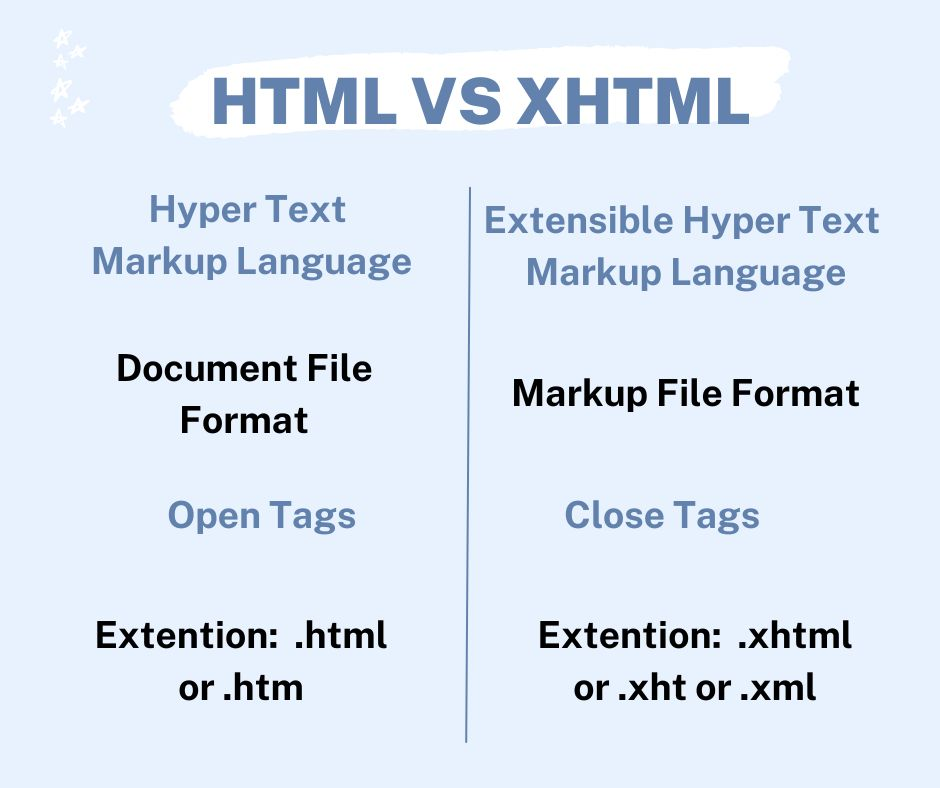 HTML VS XHTML
Hyper Text
Markup Language
Document File
Format
Open Tags
Extention:  .html
or .htm
Extensible Hyper Text
Markup Language
Markup File Format
Close Tags
Extention:  .xhtml
or .xht or .xml